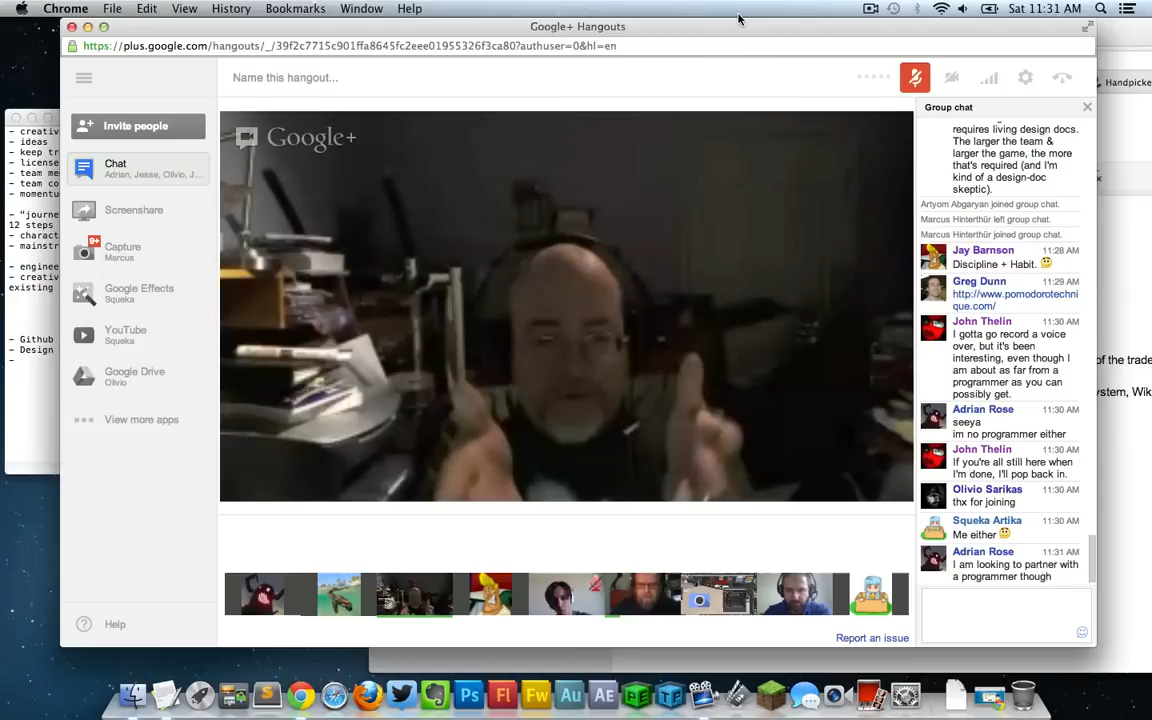 Chrome File Edit View History Bookmarks Window Help Sat 11:31 AM
Google+ Hangouts
https://plus.google.com/hangouts/_/39f2c7715c901ffa8645fc2eee01955326f3ca80?authuser=0&hl=en
Name this hangout...
Handpicke
- creativ
- ideas
- keep tr
- license
- team me
- team co
- momentu
- "journe
12 steps
- charact
- mainstr
- enginee
- creativ
existing
- Github
- Design
-
Invite people
Chat
Adrian, Jesse, Olivio, J...
Screenshare
9+
Capture
Marcus
Google Effects
Squeka
YouTube
Squeka
Google Drive
Olivio
View more apps
Help
Google+
Group chat
requires living design docs.
The larger the team &
larger the game, the more
that's required (and I'm
kind of a design-doc
skeptic).
Artyom Abgaryan joined group chat.
Marcus Hinterthür left group chat.
Marcus Hinterthür joined group chat.
Jay Barnson 11:28 AM
Discipline + Habit.
Greg Dunn 11:29 AM
http://www.pomodorotechni
que.com/
John Thelin 11:30 AM
I gotta go record a voice
over, but it's been
interesting, even though I
am about as far from a
programmer as you can
possibly get.
Adrian Rose 11:30 AM
seeya
im no programmer either
John Thelin 11:30 AM
If you're all still here when
I'm done, I'll pop back in.
Olivio Sarikas 11:30 AM
thx for joining
Squeka Artika 11:30 AM
Me either
Adrian Rose 11:31 AM
I am looking to partner with
a programmer though
of the trade
ystem, Wik
Report an issue
Ps Fl Fw Au Ae